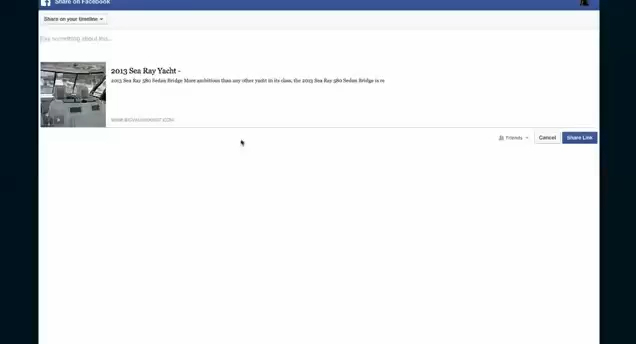 Share on Facebook
Share on your timeline
Say something about this...
2013 Sea Ray Yacht -
2013 Sea Ray 580 Sedan Bridge More ambitious than any other yacht in its class, the 2013 Sea Ray 580 Sedan Bridge is re
Friends
Cancel
Share Link